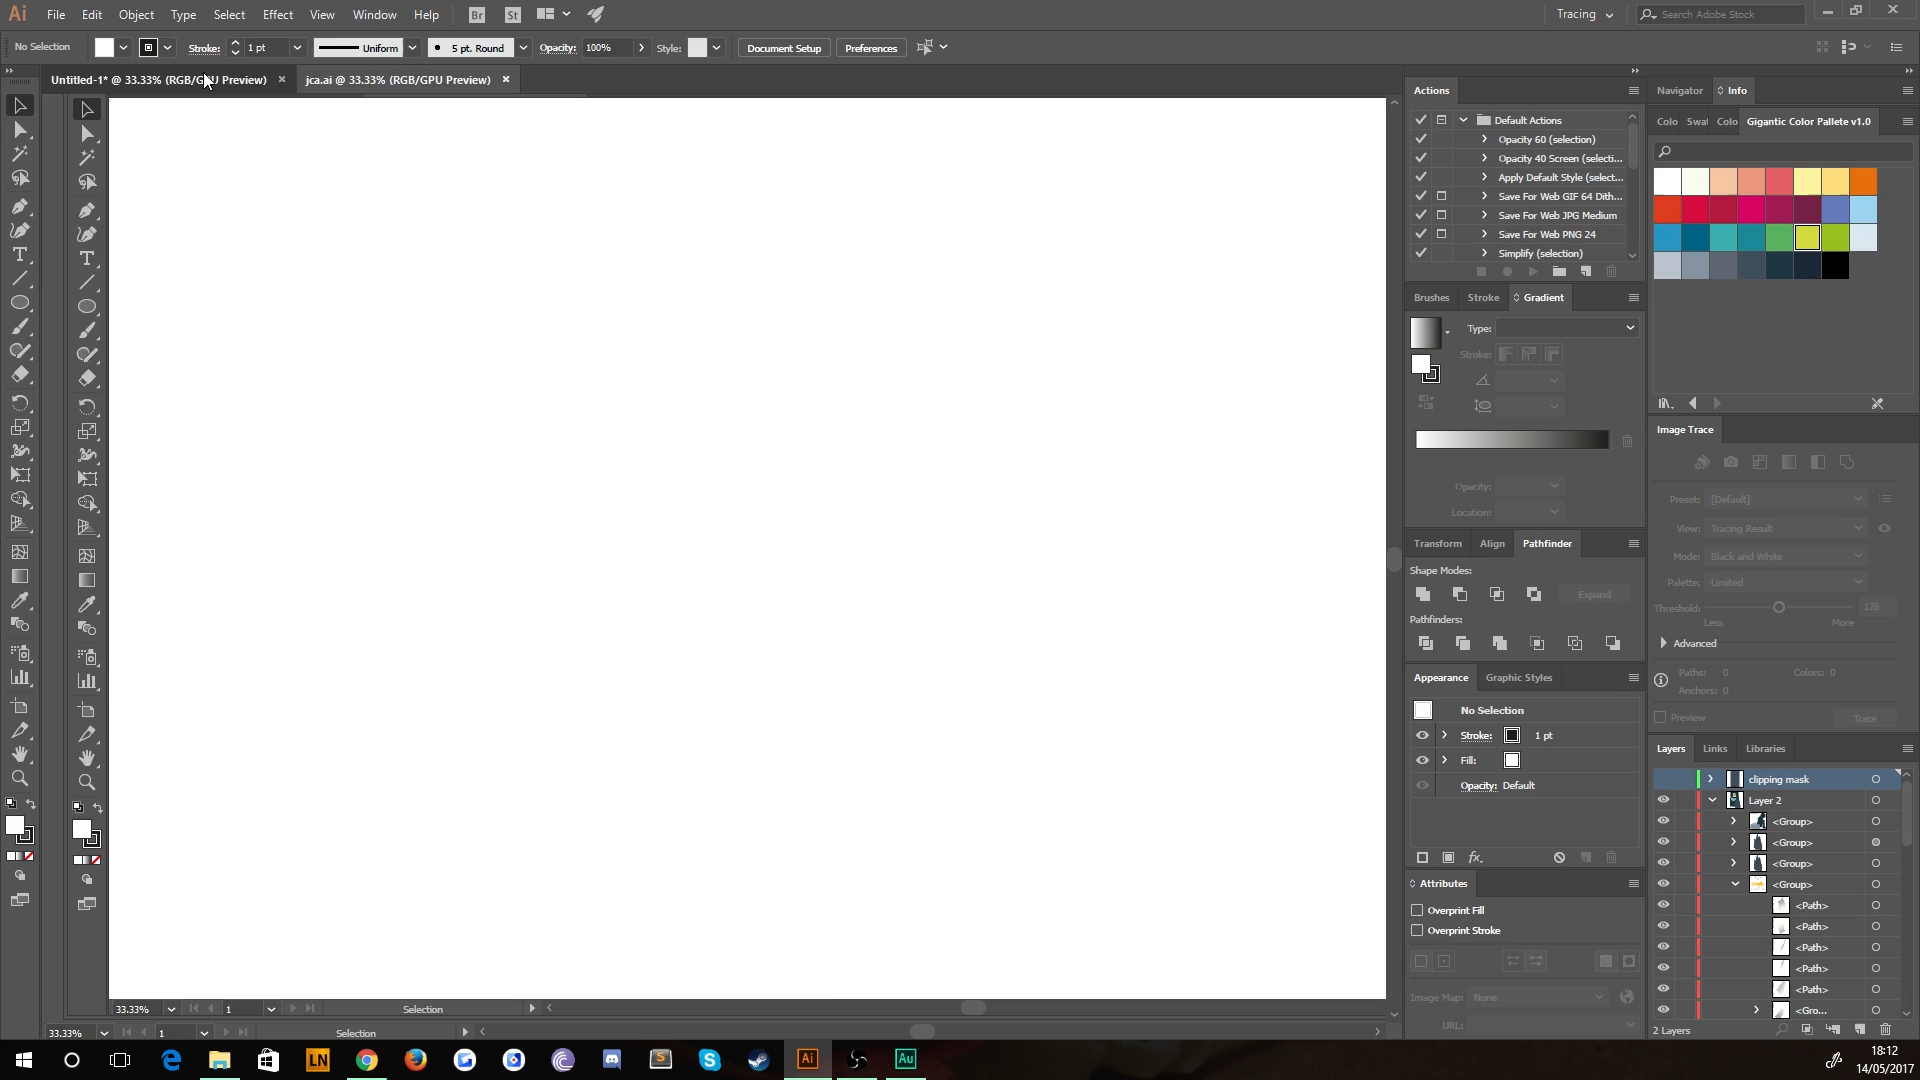 Ai File Edit Object Type Select Effect View Window Help Br St Tracing Search Adobe Stock
No Selection Stroke: 1 pt Uniform 5 pt. Round Opacity: 100% Style: Document Setup Preferences
Untitled-1* @ 33.33% (RGB/GPU Preview) jca.ai @ 33.33% (RGB/GPU Preview)
Actions
Default Actions
Opacity 60 (selection)
Opacity 40 Screen (selecti...
Apply Default Style (select...
Save For Web GIF 64 Dith...
Save For Web JPG Medium
Save For Web PNG 24
Simplify (selection)
Brushes Stroke Gradient
Type:
Stroke:
Opacity:
Location:
Transform Align Pathfinder
Shape Modes:
Expand
Pathfinders:
Appearance Graphic Styles
No Selection
Stroke: 1 pt
Fill:
Opacity: Default
fx.
Attributes
Overprint Fill
Overprint Stroke
Image Map: None
URL:
Navigator Info
Colo Swat Colo Gigantic Color Pallete v1.0
Image Trace
Preset: [Default]
View: Tracing Result
Mode: Black and White
Palette: Limited
Threshold: 128
Less More
Advanced
Paths: 0 Colors: 0
Anchors: 0
Preview Trace
Layers Links Libraries
clipping mask
Layer 2
<Group>
<Group>
<Group>
<Group>
<Path>
<Path>
<Path>
<Path>
<Path>
<Gro...
2 Layers
33.33% 1 Selection
33.33% 1 Selection
LN Ai Au
18:12
14/05/2017